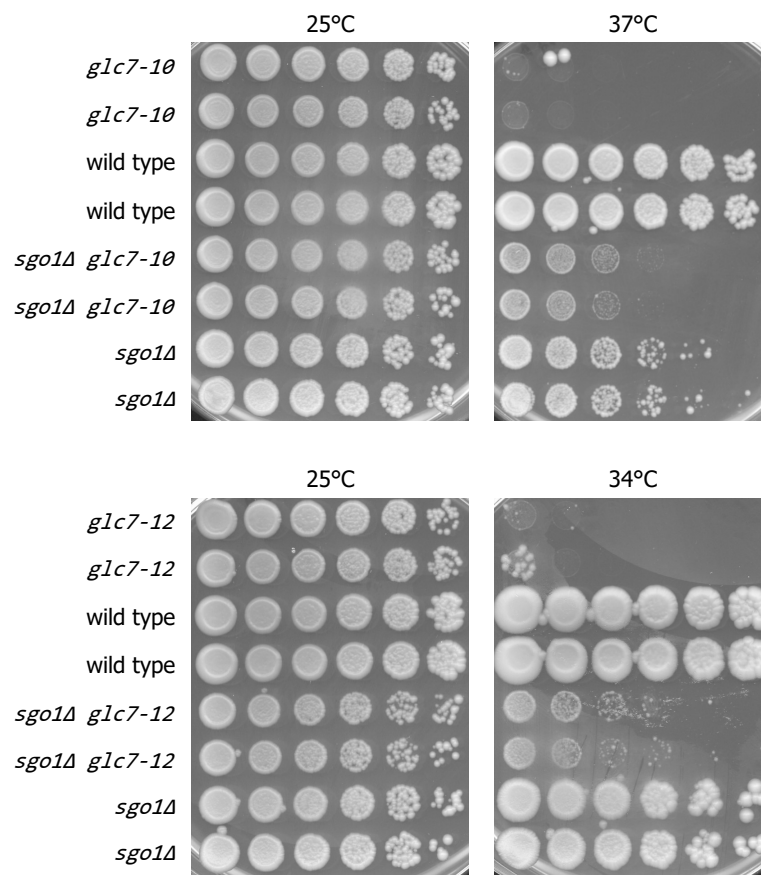 25°C 37°C
glc7-10
glc7-10
wild type
wild type
sgo1Δ glc7-10
sgo1Δ glc7-10
sgo1Δ
sgo1Δ
25°C 34°C
glc7-12
glc7-12
wild type
wild type
sgo1Δ glc7-12
sgo1Δ glc7-12
sgo1Δ
sgo1Δ